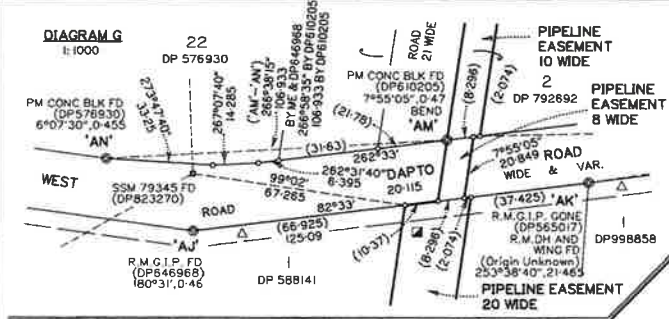 DIAGRAM G
1:1000
22
DP 576930
ROAD
21 WIDE
PIPELINE
EASEMENT
10 WIDE
2
DP 792692
PIPELINE
EASEMENT
8 WIDE
PM CONC BLK FD
(DP576930)
6°07'30",0·455
'AN'
273°47'40"
33·25
267°07'40"
14·285
('AM'-'AN')
266°38'15"
106·933
BY ME & DP646968
266°58'35" BY DP610205
106·933 BY DP610205
PM CONC BLK FD
(DP610205)
7°55'05",0·47
BEND
'AM'
(21·78)
(8·296)
(2·074)
(31·63)
262°33'
262°31'40"
6·395
DAPTO
20·115
7°55'05"
20·849
ROAD
WIDE & VAR.
WEST
ROAD
SSM 79345 FD
(DP823270)
99°02'
67·265
82°33'
(66·925)
125·09
'AJ'
R.M.G.I.P. FD
(DP646968)
180°31',0·46
1
DP 588141
(10·37)
(8·296)
(2·074)
(37·425)
'AK'
R.M.G.I.P. GONE
(DP565017)
R.M.DH AND
WING FD
(Origin Unknown)
253°38'40",21·465
1
DP998858
PIPELINE EASEMENT
20 WIDE